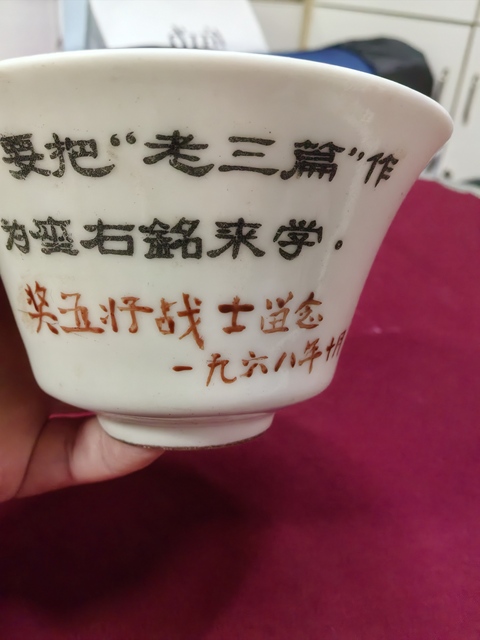 要把“老三篇”作
为座右銘来学。
奖五好战士留念
一九六八年十月